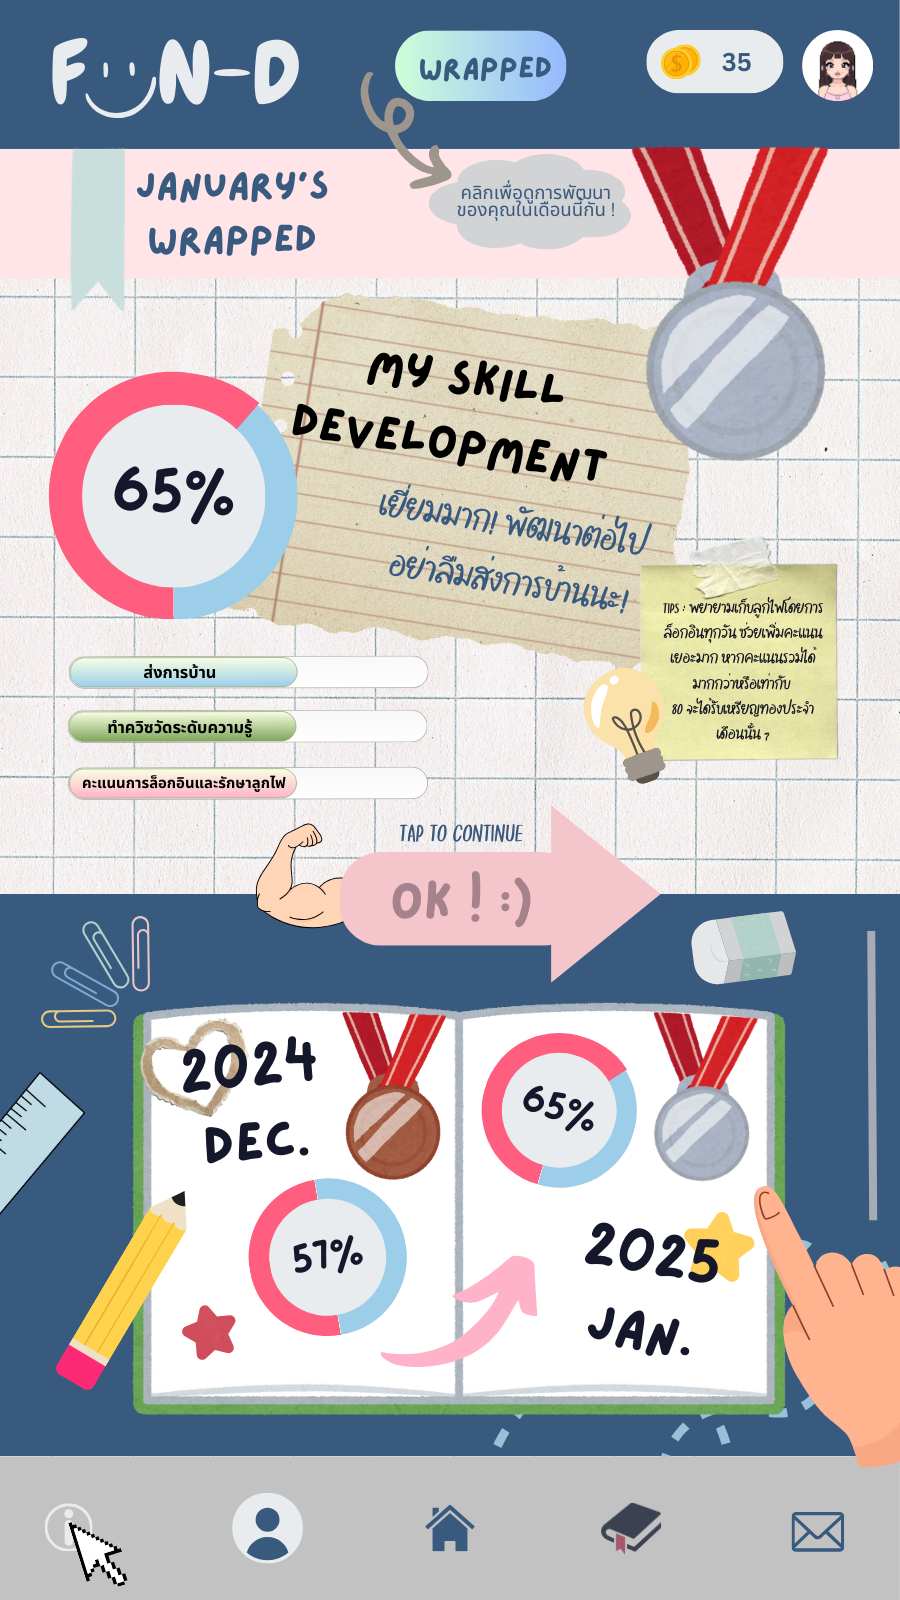 FUN-D
WRAPPED
35
JANUARY'S
WRAPPED
คลิกเพื่อดูการพัฒนา
ของคุณในเดือนนี้กัน !
MY SKILL
DEVELOPMENT
65%
เยี่ยมมาก! พัฒนาต่อไป
อย่าลืมส่งการบ้านนะ!
TIPS : พยายามเก็บลูกไฟโดยการ
ล็อกอินทุกวัน ช่วยเพิ่มคะแนน
เยอะมาก หากคะแนนรวมได้
มากกว่าหรือเท่ากับ
80 จะได้รับเหรียญทองประจำ
เดือนนั้น ๆ
ส่งการบ้าน
ทำควิซวัดระดับความรู้
คะแนนการล็อกอินและรักษาลูกไฟ
TAP TO CONTINUE
OK ! :)
2024
DEC.
57%
65%
2025
JAN.